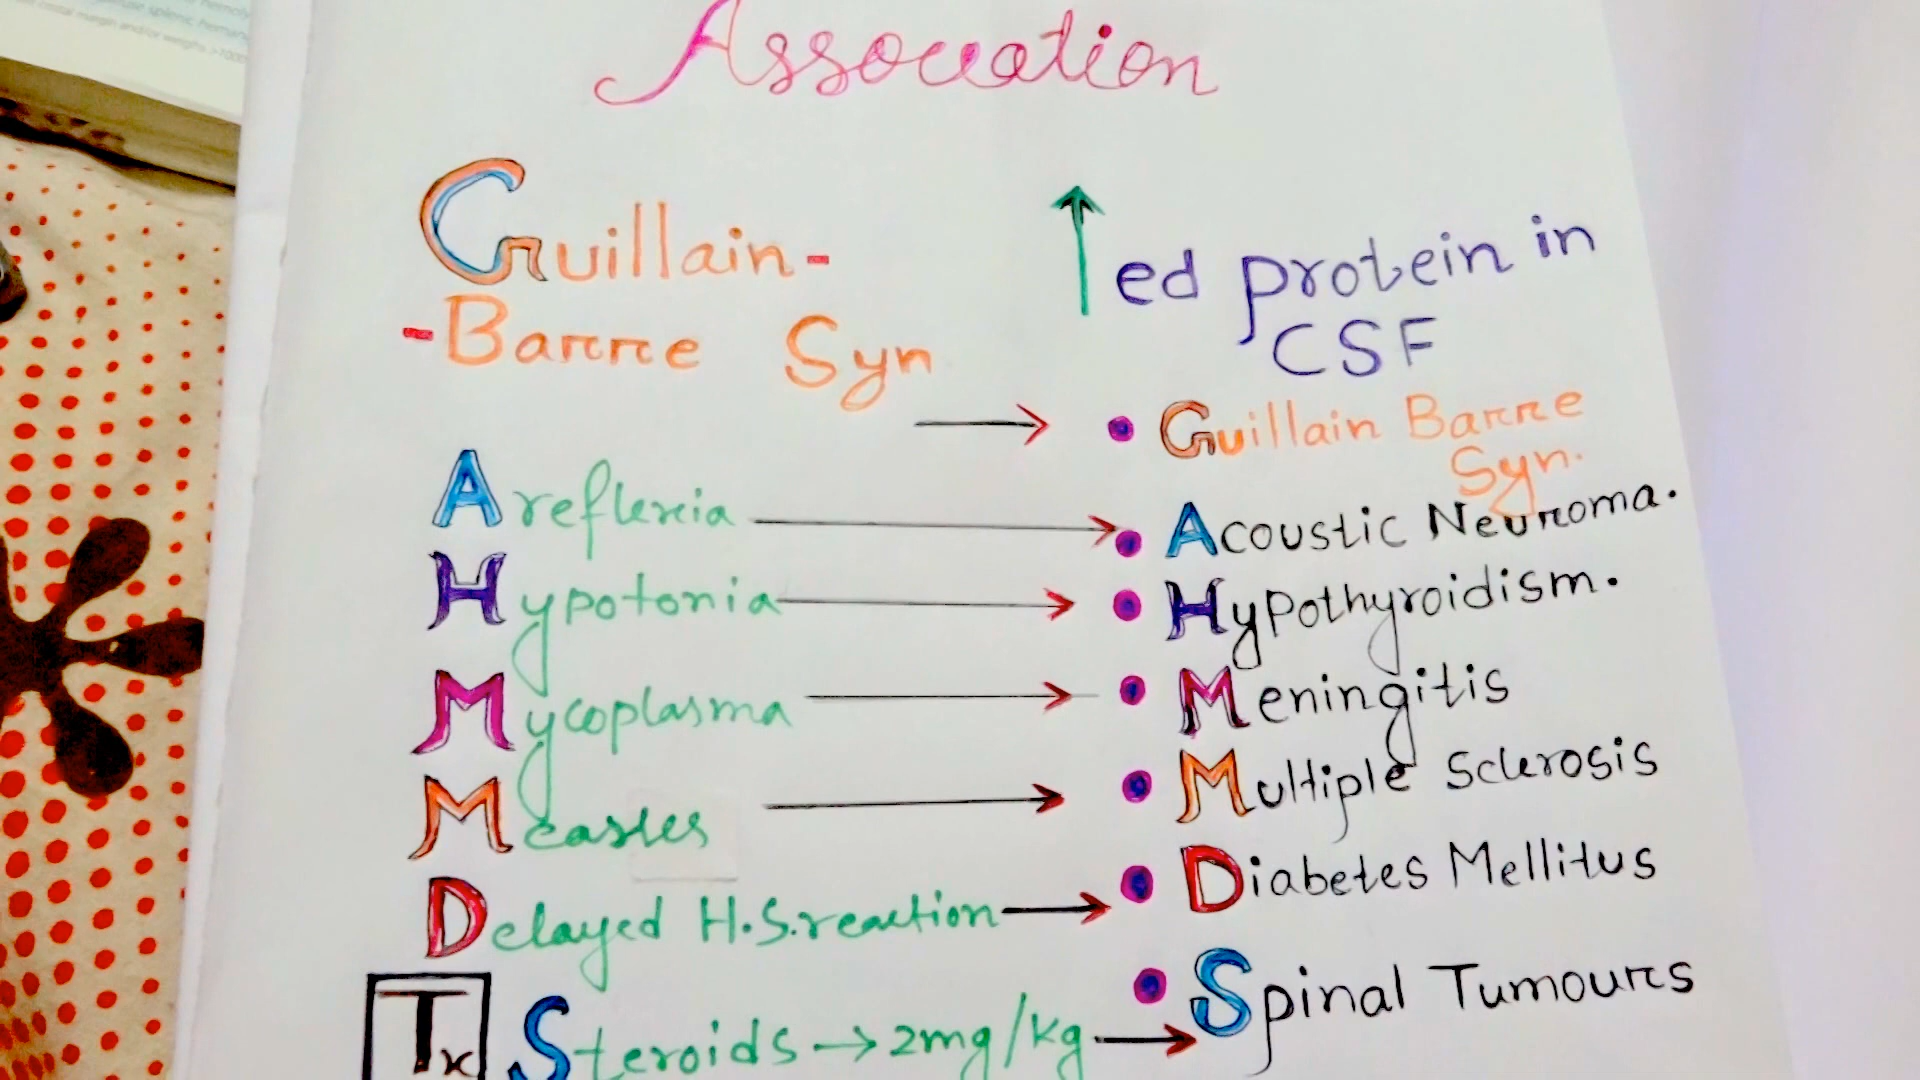 Association
Guillain-
-Barre Syn
↑ed protein in
CSF
→ • Guillain Barre
Syn.
Areflexia → • Acoustic Neuroma.
Hypotonia → • Hypothyroidism.
Mycoplasma → • Meningitis
Measles → • Multiple Sclerosis
Delayed H.S.reaction → • Diabetes Mellitus
Tx Steroids → 2mg/kg → • Spinal Tumours